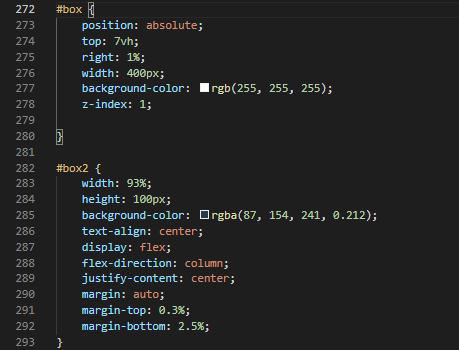 272 #box {
273 position: absolute;
274 top: 7vh;
275 right: 1%;
276 width: 400px;
277 background-color: rgb(255, 255, 255);
278 z-index: 1;
279
280 }
281
282 #box2 {
283 width: 93%;
284 height: 100px;
285 background-color: rgba(87, 154, 241, 0.212);
286 text-align: center;
287 display: flex;
288 flex-direction: column;
289 justify-content: center;
290 margin: auto;
291 margin-top: 0.3%;
292 margin-bottom: 2.5%;
293 }